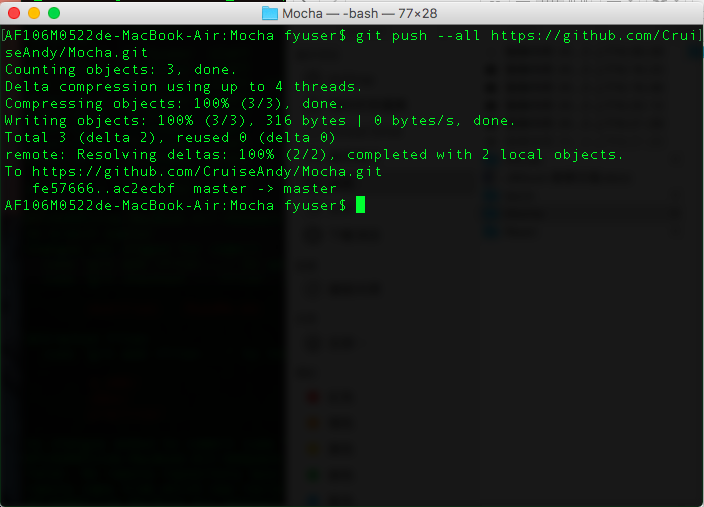 Mocha — -bash — 77×28
[AF106M0522de-MacBook-Air:Mocha fyuser$ git push --all https://github.com/Crui]
seAndy/Mocha.git
Counting objects: 3, done.
Delta compression using up to 4 threads.
Compressing objects: 100% (3/3), done.
Writing objects: 100% (3/3), 316 bytes | 0 bytes/s, done.
Total 3 (delta 2), reused 0 (delta 0)
remote: Resolving deltas: 100% (2/2), completed with 2 local objects.
To https://github.com/CruiseAndy/Mocha.git
   fe57666..ac2ecbf  master -> master
AF106M0522de-MacBook-Air:Mocha fyuser$